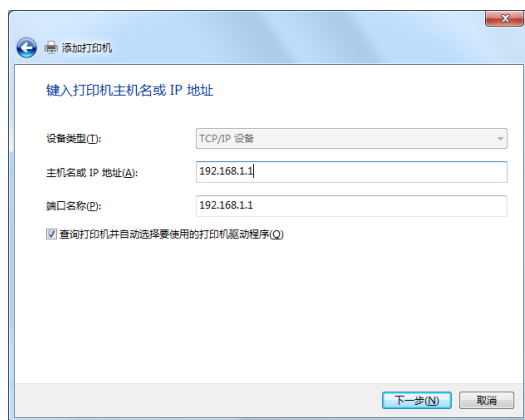 添加打印机
键入打印机主机名或 IP 地址
设备类型(T): TCP/IP 设备
主机名或 IP 地址(A): 192.168.1.1
端口名称(P): 192.168.1.1
查询打印机并自动选择要使用的打印机驱动程序(Q)
下一步(N) 取消